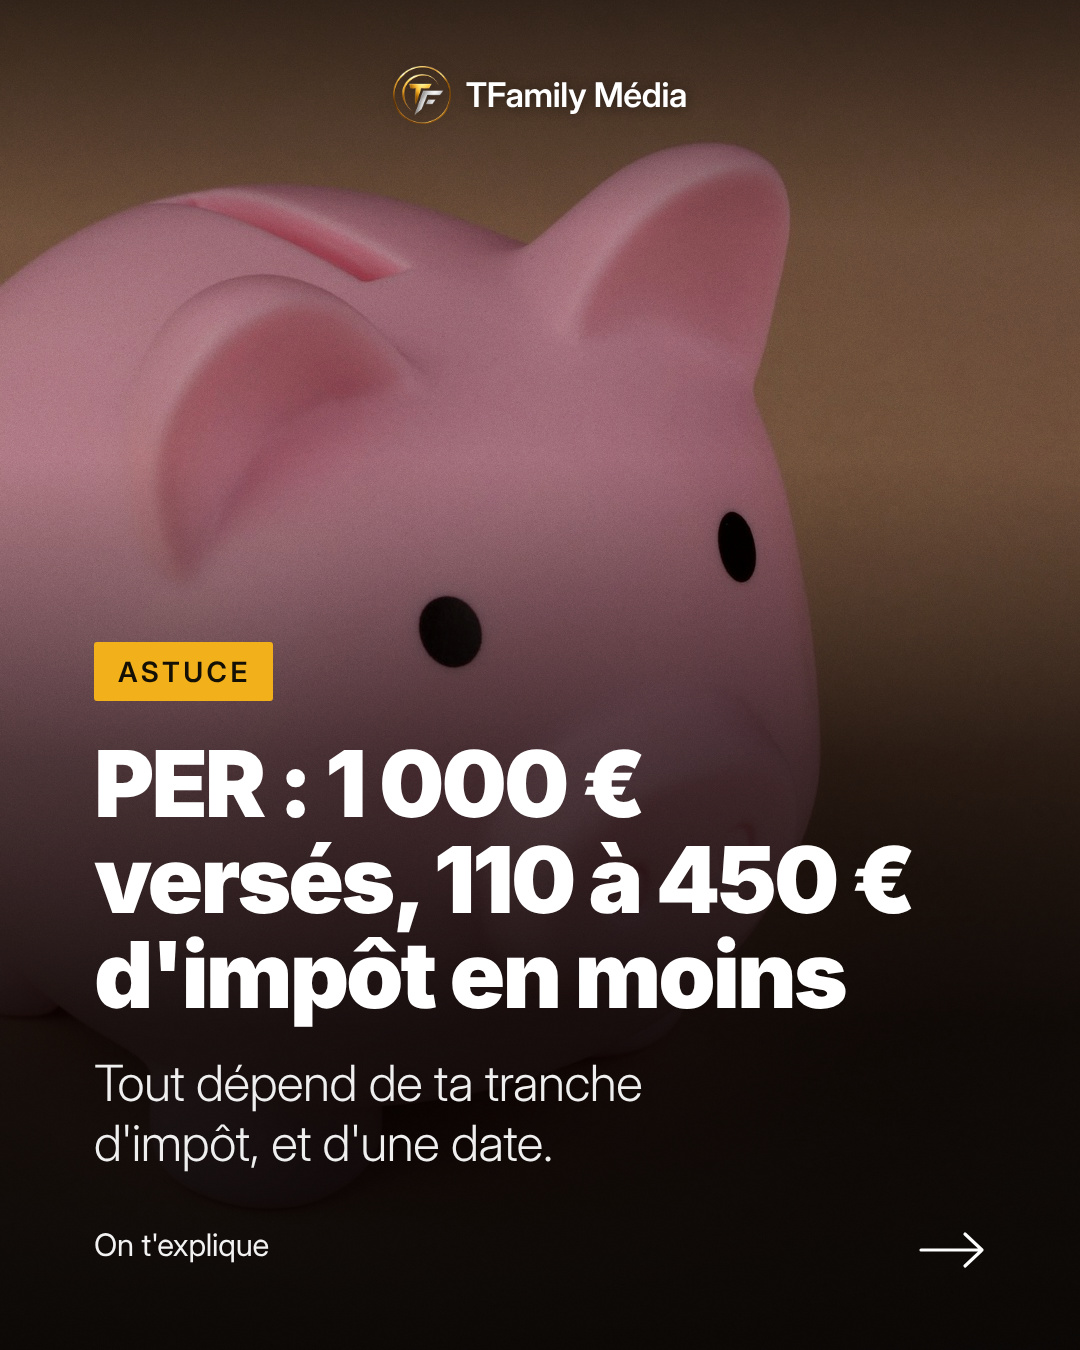 TF TFamily Média
ASTUCE
PER : 1 000 €
versés, 110 à 450 €
d'impôt en moins
Tout dépend de ta tranche
d'impôt, et d'une date.
On t'explique